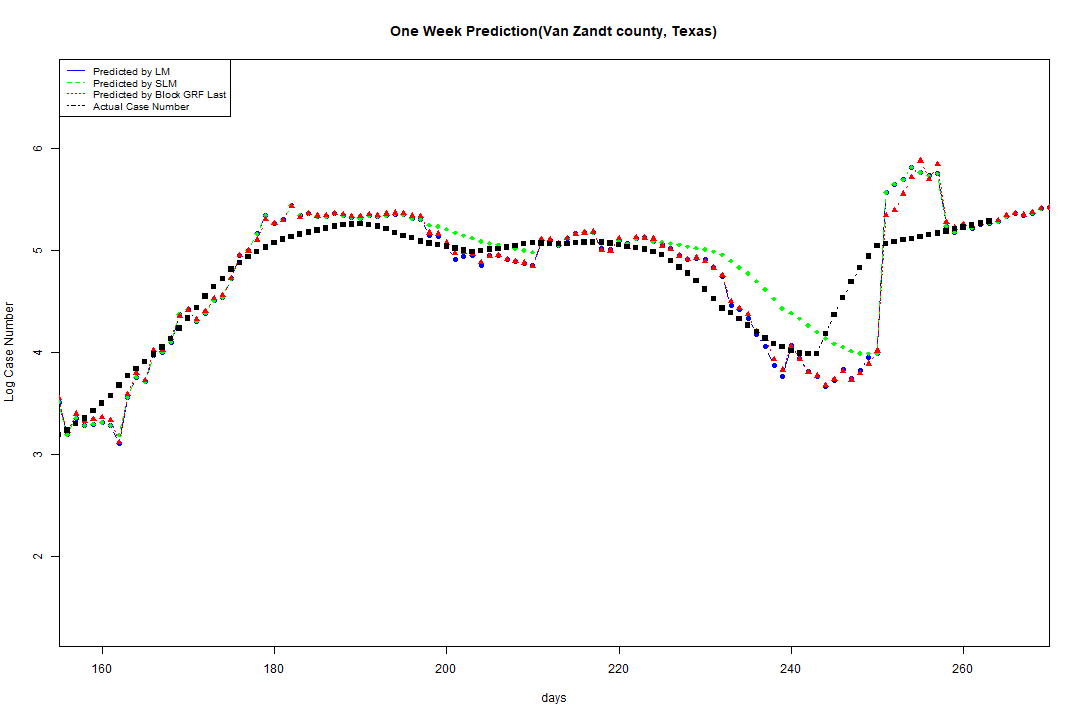 One Week Prediction(Van Zandt county, Texas)
Predicted by LM
Predicted by SLM
Predicted by Block GRF Last
Actual Case Number
6
5
4
3
2
Log Case Number
160 180 200 220 240 260
days